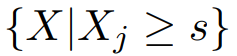 {X|X_j ≥ s}